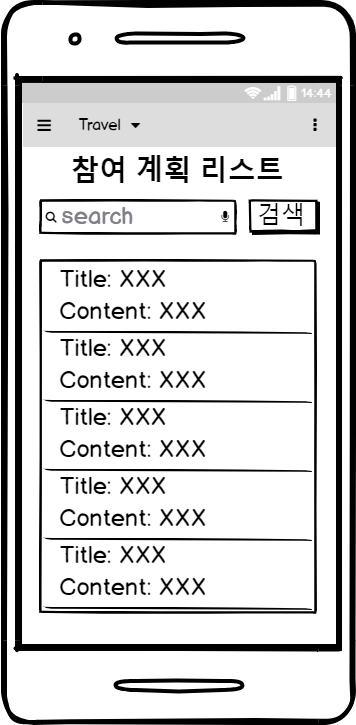 14:44
Travel
참여 계획 리스트
search
검색
Title: XXX
Content: XXX
Title: XXX
Content: XXX
Title: XXX
Content: XXX
Title: XXX
Content: XXX
Title: XXX
Content: XXX